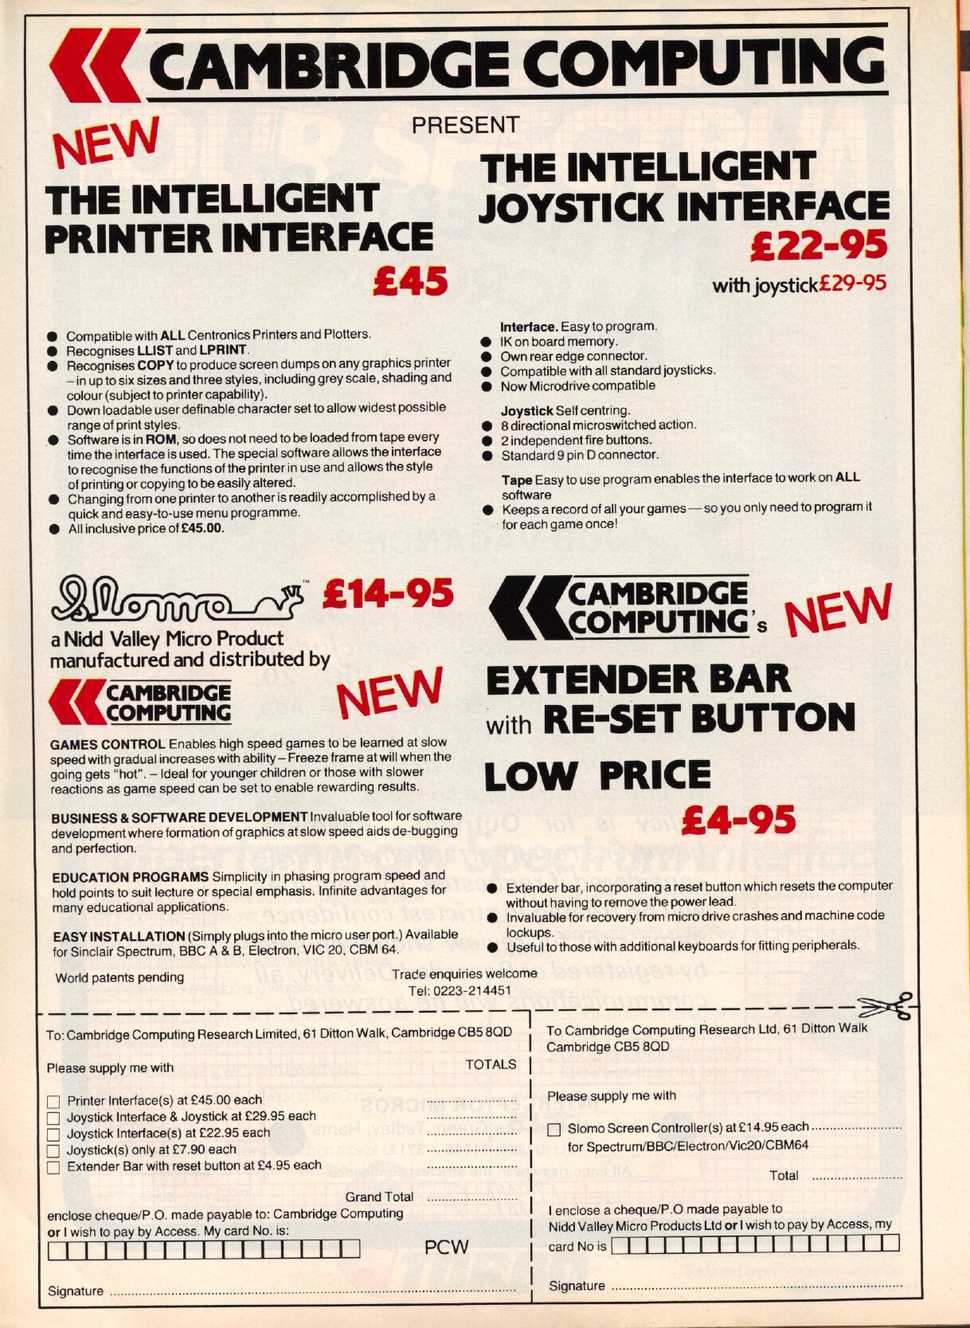 CAMBRIDGE COMPUTING
PRESENT
NEW
THE INTELLIGENT
PRINTER INTERFACE
£45
● Compatible with ALL Centronics Printers and Plotters.
● Recognises LLIST and LPRINT.
● Recognises COPY to produce screen dumps on any graphics printer
– in up to six sizes and three styles, including grey scale, shading and
colour (subject to printer capability).
● Down loadable user definable character set to allow widest possible
range of print styles.
● Software is in ROM, so does not need to be loaded from tape every
time the interface is used. The special software allows the interface
to recognise the functions of the printer in use and allows the style
of printing or copying to be easily altered.
● Changing from one printer to another is readily accomplished by a
quick and easy-to-use menu programme.
● All inclusive price of £45.00.
THE INTELLIGENT
JOYSTICK INTERFACE
£22-95
with joystick £29-95
Interface. Easy to program.
● IK on board memory.
● Own rear edge connector.
● Compatible with all standard joysticks.
● Now Microdrive compatible
Joystick Self centring.
● 8 directional microswitched action.
● 2 independent fire buttons.
● Standard 9 pin D connector.
Tape Easy to use program enables the interface to work on ALL
software
● Keeps a record of all your games — so you only need to program it
for each game once!
Slomo ™ £14-95
a Nidd Valley Micro Product
manufactured and distributed by
CAMBRIDGE
COMPUTING
NEW
GAMES CONTROL Enables high speed games to be learned at slow
speed with gradual increases with ability – Freeze frame at will when the
going gets "hot". – Ideal for younger children or those with slower
reactions as game speed can be set to enable rewarding results.
BUSINESS & SOFTWARE DEVELOPMENT Invaluable tool for software
development where formation of graphics at slow speed aids de-bugging
and perfection.
EDUCATION PROGRAMS Simplicity in phasing program speed and
hold points to suit lecture or special emphasis. Infinite advantages for
many educational applications.
EASY INSTALLATION (Simply plugs into the micro user port.) Available
for Sinclair Spectrum, BBC A & B, Electron, VIC 20, CBM 64.
World patents pending
CAMBRIDGE
COMPUTING's
NEW
EXTENDER BAR
with RE-SET BUTTON
LOW PRICE
£4-95
● Extender bar, incorporating a reset button which resets the computer
without having to remove the power lead.
● Invaluable for recovery from micro drive crashes and machine code
lockups.
● Useful to those with additional keyboards for fitting peripherals.
Trade enquiries welcome
Tel: 0223-214451
To: Cambridge Computing Research Limited, 61 Ditton Walk, Cambridge CB5 8QD
Please supply me with TOTALS
Printer Interface(s) at £45.00 each
Joystick Interface & Joystick at £29.95 each
Joystick Interface(s) at £22.95 each
Joystick(s) only at £7.90 each
Extender Bar with reset button at £4.95 each
Grand Total
enclose cheque/P.O. made payable to: Cambridge Computing
or I wish to pay by Access. My card No. is:
PCW
Signature
To Cambridge Computing Research Ltd, 61 Ditton Walk
Cambridge CB5 8QD
Please supply me with
Slomo Screen Controller(s) at £14.95 each
for Spectrum/BBC/Electron/Vic20/CBM64
Total
I enclose a cheque/P.O made payable to
Nidd Valley Micro Products Ltd or I wish to pay by Access, my
card No is
Signature